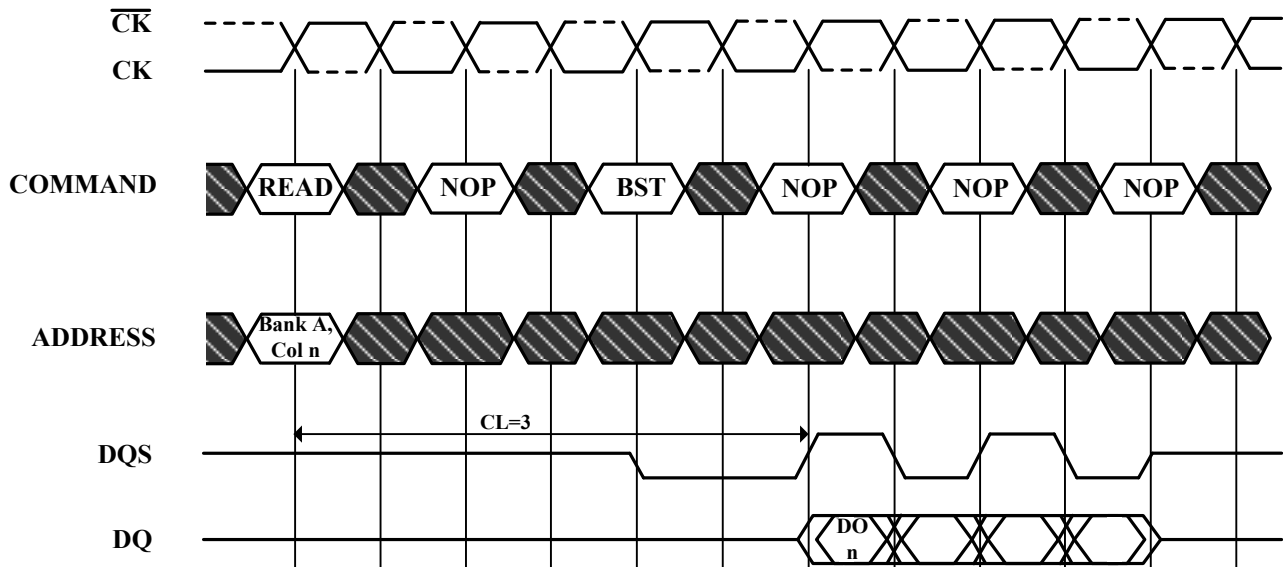 CK
CK
COMMAND READ NOP BST NOP NOP NOP
ADDRESS Bank A,
Col n
CL=3
DQS
DQ DO
n